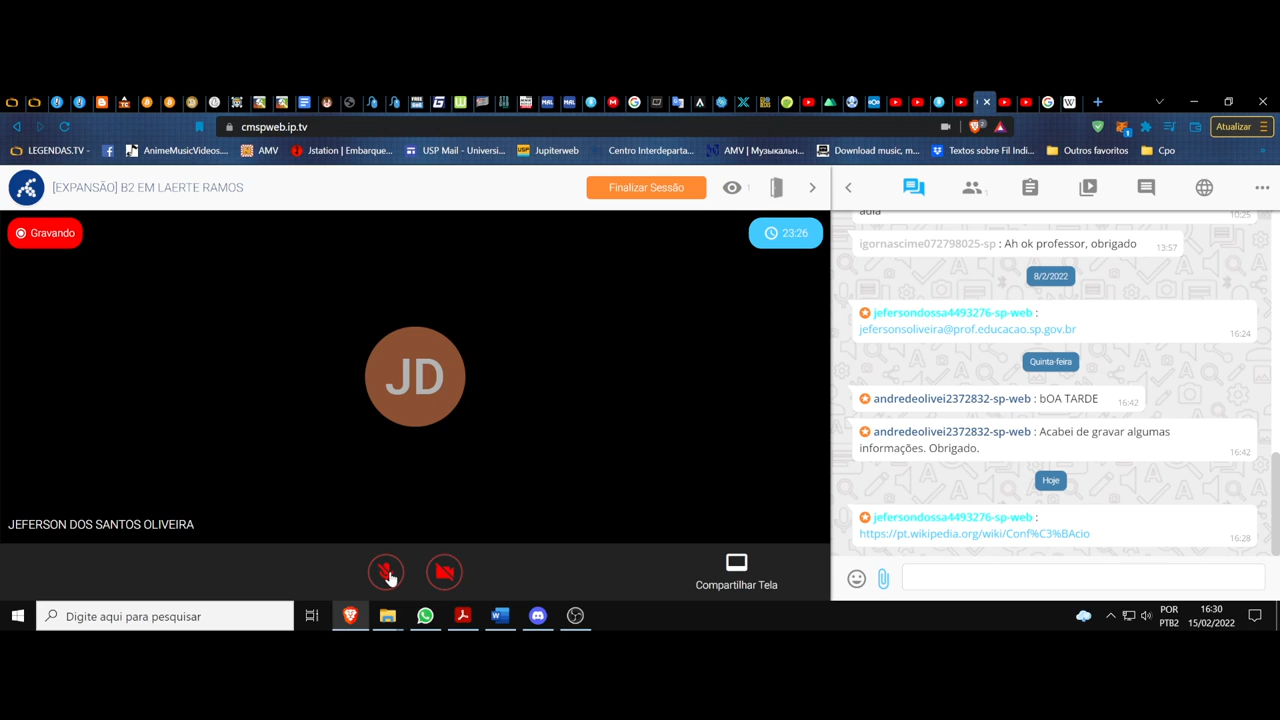 cmspweb.ip.tv
Atualizar
LEGENDAS.TV -
AnimeMusicVideos...
AMV
Jstation | Embarque...
USP Mail - Universi...
Jupiterweb
Centro Interdeparta...
AMV | Музыкальн...
Download music, m...
Textos sobre Fil Indi...
Outros favoritos
Cpo
[EXPANSÃO] B2 EM LAERTE RAMOS
Finalizar Sessão
1
1
Gravando
23:26
JD
JEFERSON DOS SANTOS OLIVEIRA
Compartilhar Tela
aula
10:25
igornascime072798025-sp : Ah ok professor, obrigado
13:57
8/2/2022
jefersondossa4493276-sp-web :
jefersonsoliveira@prof.educacao.sp.gov.br
16:24
Quinta-feira
andredeolivei2372832-sp-web : bOA TARDE
16:42
andredeolivei2372832-sp-web : Acabei de gravar algumas
informações. Obrigado.
16:42
Hoje
jefersondossa4493276-sp-web :
https://pt.wikipedia.org/wiki/Conf%C3%BAcio
16:28
Digite aqui para pesquisar
POR
PTB2
16:30
15/02/2022